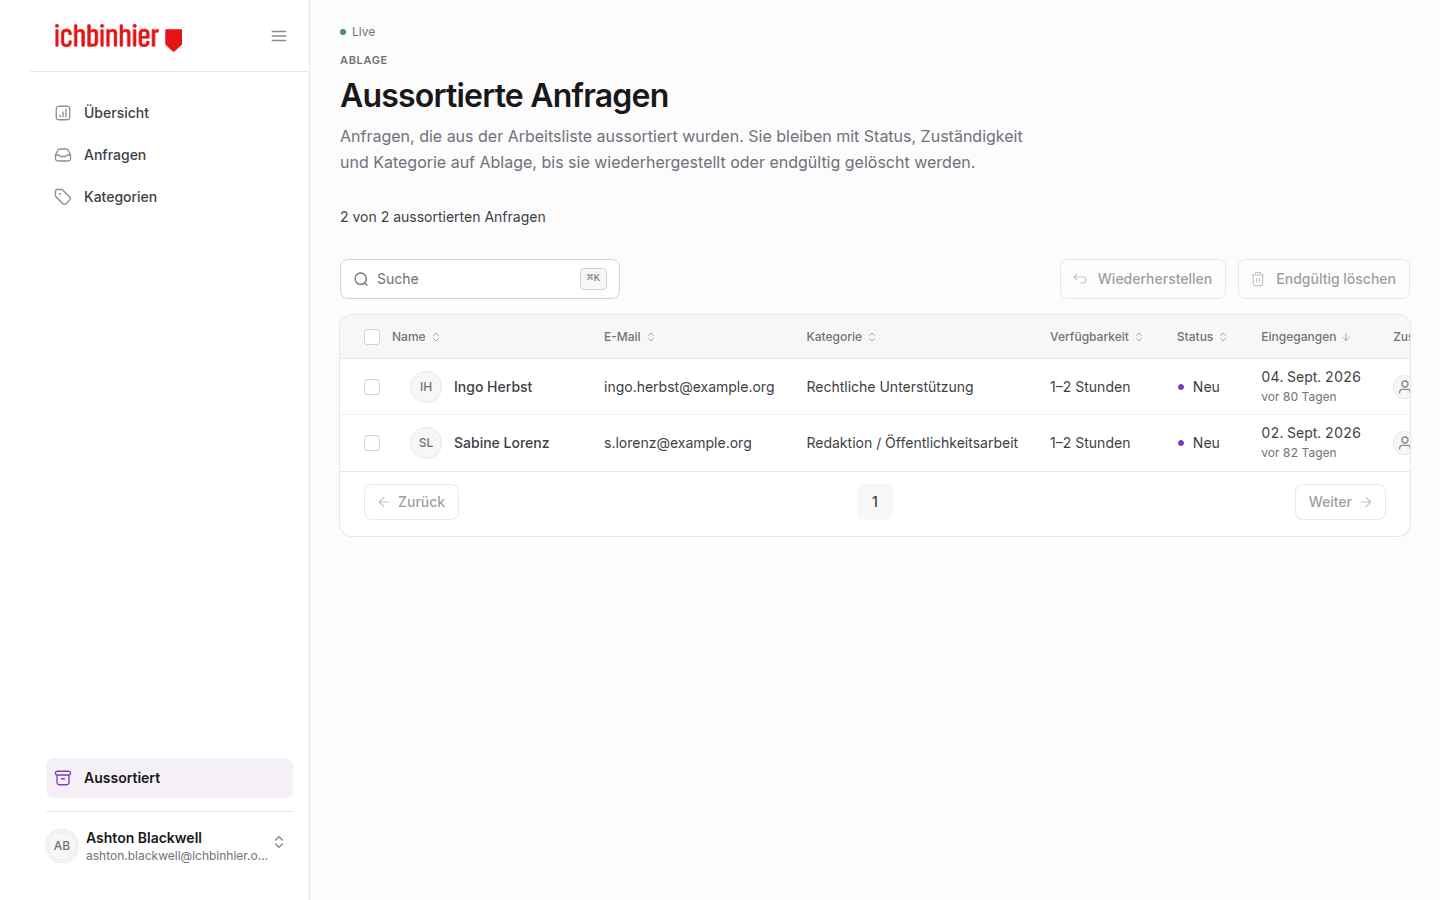 ichbinhier
Übersicht
Anfragen
Kategorien
Aussortiert
AB
Ashton Blackwell
ashton.blackwell@ichbinhier.o...
Live
ABLAGE
Aussortierte Anfragen
Anfragen, die aus der Arbeitsliste aussortiert wurden. Sie bleiben mit Status, Zuständigkeit
und Kategorie auf Ablage, bis sie wiederhergestellt oder endgültig gelöscht werden.
2 von 2 aussortierten Anfragen
Suche ⌘K
Wiederherstellen Endgültig löschen
Name E-Mail Kategorie Verfügbarkeit Status Eingegangen
IH Ingo Herbst ingo.herbst@example.org Rechtliche Unterstützung 1–2 Stunden Neu 04. Sept. 2026
vor 80 Tagen
SL Sabine Lorenz s.lorenz@example.org Redaktion / Öffentlichkeitsarbeit 1–2 Stunden Neu 02. Sept. 2026
vor 82 Tagen
Zurück 1 Weiter